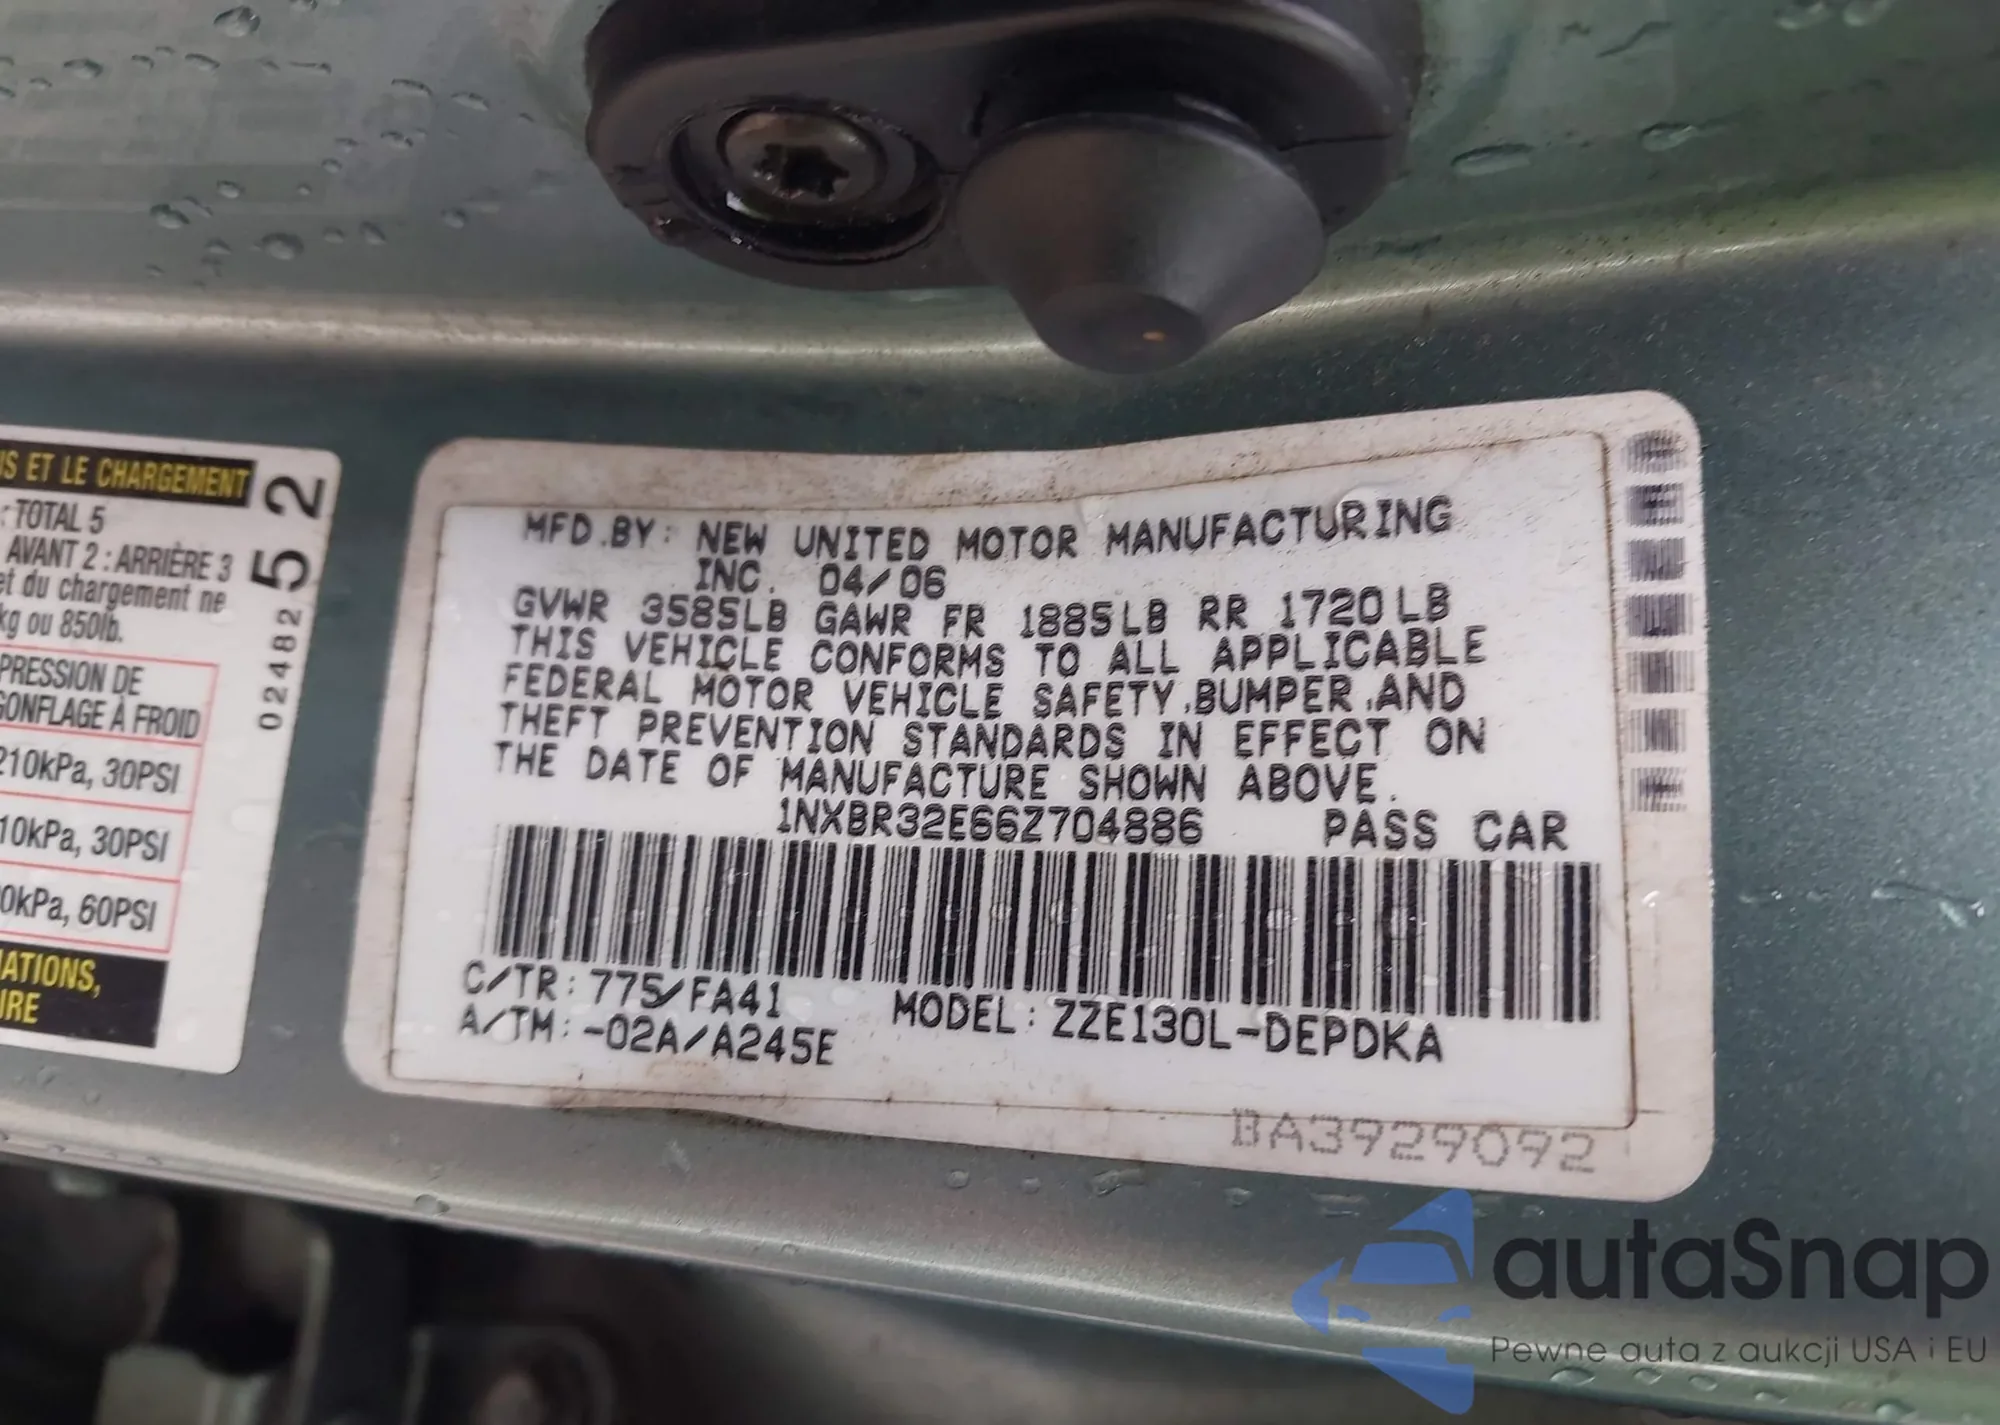 IS ET LE CHARGEMENT
: TOTAL 5
AVANT 2 : ARRIÈRE 3
et du chargement ne
kg ou 850lb.
PRESSION DE
GONFLAGE À FROID
210kPa, 30PSI
10kPa, 30PSI
0kPa, 60PSI
ATIONS,
URE
02482 52
MFD.BY: NEW UNITED MOTOR MANUFACTURING
INC. 04/06
GVWR 3585LB GAWR FR 1885LB RR 1720LB
THIS VEHICLE CONFORMS TO ALL APPLICABLE
FEDERAL MOTOR VEHICLE SAFETY,BUMPER,AND
THEFT PREVENTION STANDARDS IN EFFECT ON
THE DATE OF MANUFACTURE SHOWN ABOVE.
1NXBR32E66Z704886 PASS CAR
C/TR: 775/FA41 MODEL: ZZE130L-DEPDKA
A/TM: -02A/A245E
BA3929092
autaSnap
Pewne auta z aukcji USA i EU